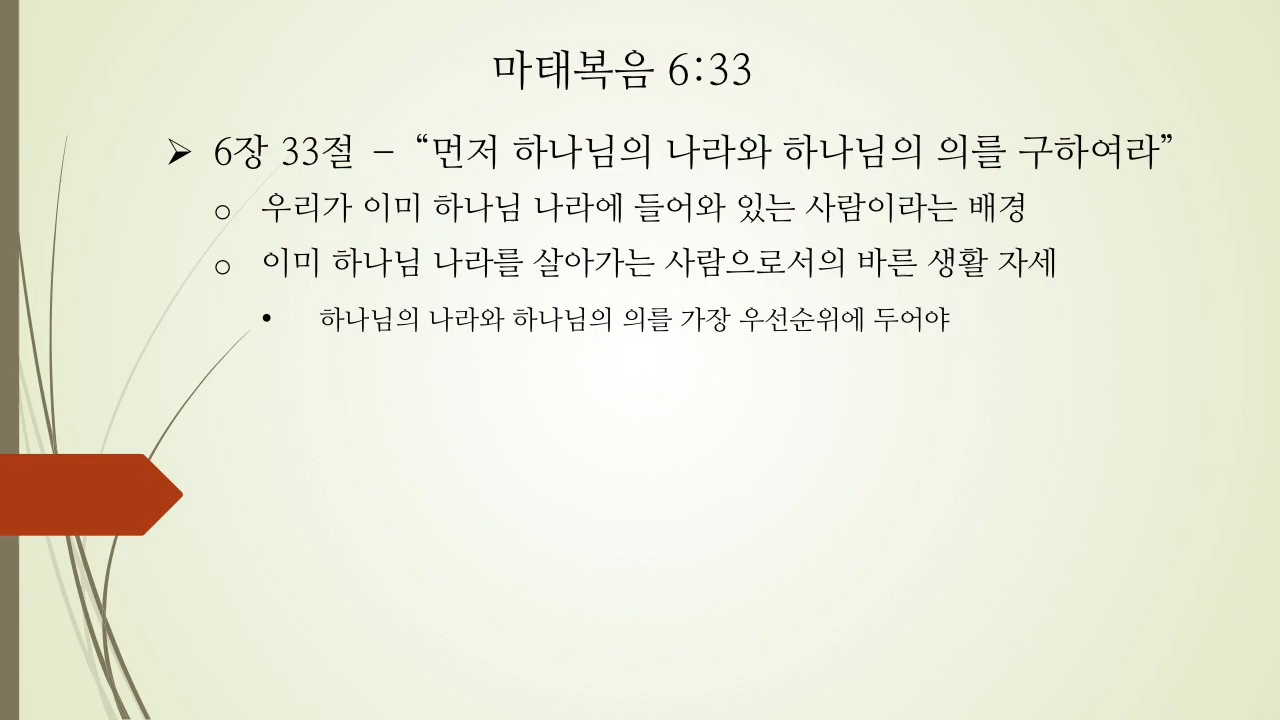 마태복음 6:33
➢ 6장 33절 – “먼저 하나님의 나라와 하나님의 의를 구하여라”
o 우리가 이미 하나님 나라에 들어와 있는 사람이라는 배경
o 이미 하나님 나라를 살아가는 사람으로서의 바른 생활 자세
• 하나님의 나라와 하나님의 의를 가장 우선순위에 두어야